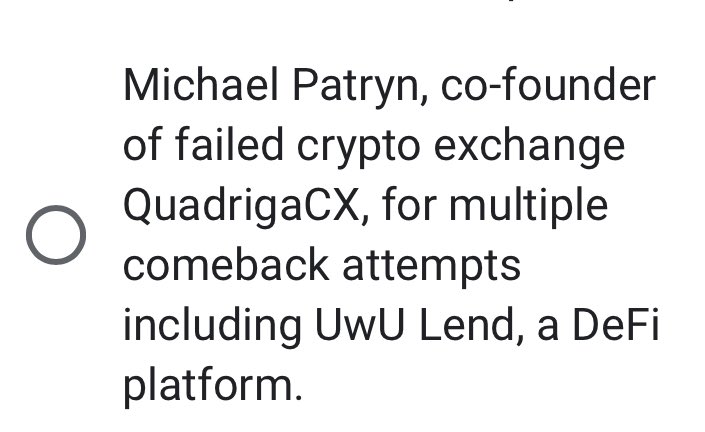 Michael Patryn, co-founder
of failed crypto exchange
QuadrigaCX, for multiple
comeback attempts
including UwU Lend, a DeFi
platform.